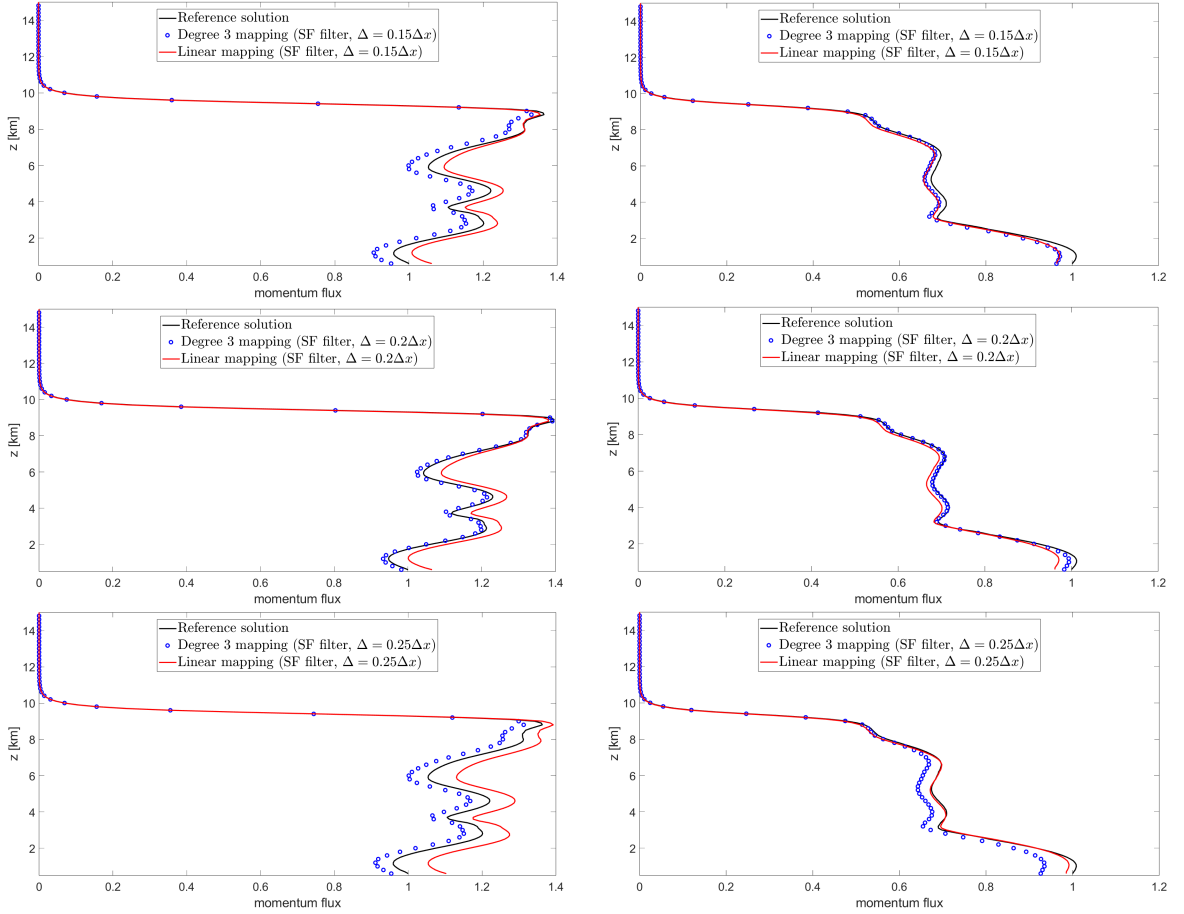 Reference solution
Degree 3 mapping (SF filter, Δ = 0.15Δx)
Linear mapping (SF filter, Δ = 0.15Δx)
14
12
10
8
6
4
2
z [km]
0 0.2 0.4 0.6 0.8 1 1.2 1.4
momentum flux
Reference solution
Degree 3 mapping (SF filter, Δ = 0.15Δx)
Linear mapping (SF filter, Δ = 0.15Δx)
14
12
10
8
6
4
2
z [km]
0 0.2 0.4 0.6 0.8 1 1.2
momentum flux
Reference solution
Degree 3 mapping (SF filter, Δ = 0.2Δx)
Linear mapping (SF filter, Δ = 0.2Δx)
14
12
10
8
6
4
2
z [km]
0 0.2 0.4 0.6 0.8 1 1.2 1.4
momentum flux
Reference solution
Degree 3 mapping (SF filter, Δ = 0.2Δx)
Linear mapping (SF filter, Δ = 0.2Δx)
14
12
10
8
6
4
2
z [km]
0 0.2 0.4 0.6 0.8 1 1.2
momentum flux
Reference solution
Degree 3 mapping (SF filter, Δ = 0.25Δx)
Linear mapping (SF filter, Δ = 0.25Δx)
14
12
10
8
6
4
2
z [km]
0 0.2 0.4 0.6 0.8 1 1.2 1.4
momentum flux
Reference solution
Degree 3 mapping (SF filter, Δ = 0.25Δx)
Linear mapping (SF filter, Δ = 0.25Δx)
14
12
10
8
6
4
2
z [km]
0 0.2 0.4 0.6 0.8 1 1.2
momentum flux